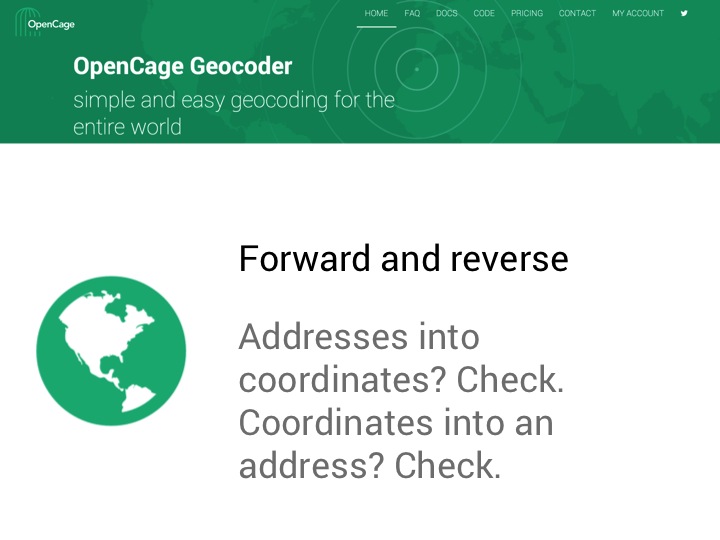 OpenCage
HOME FAQ DOCS CODE PRICING CONTACT MY ACCOUNT
OpenCage Geocoder
simple and easy geocoding for the
entire world
Forward and reverse
Addresses into
coordinates? Check.
Coordinates into an
address? Check.